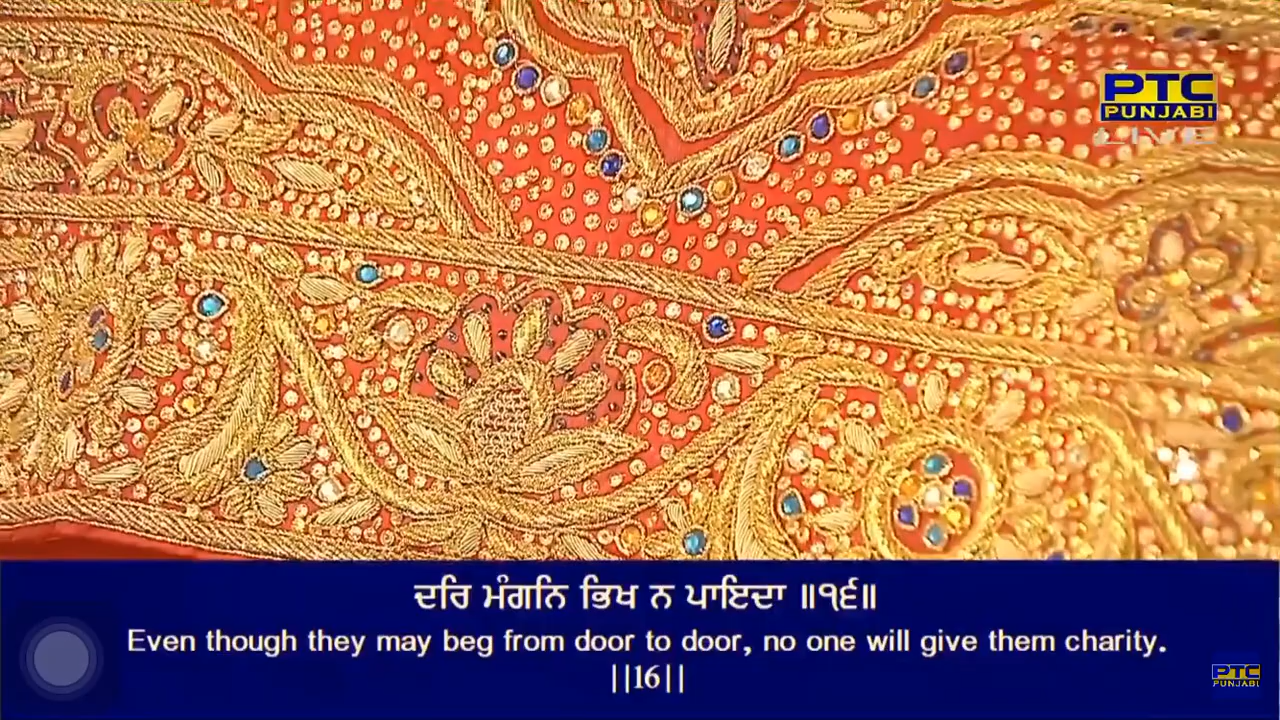 PTC
PUNJABI
LIVE
ਦਰਿ ਮੰਗਨਿ ਭਿਖ ਨ ਪਾਇਦਾ ॥੧੬॥
Even though they may beg from door to door, no one will give them charity.
||16||
PTC
PUNJABI